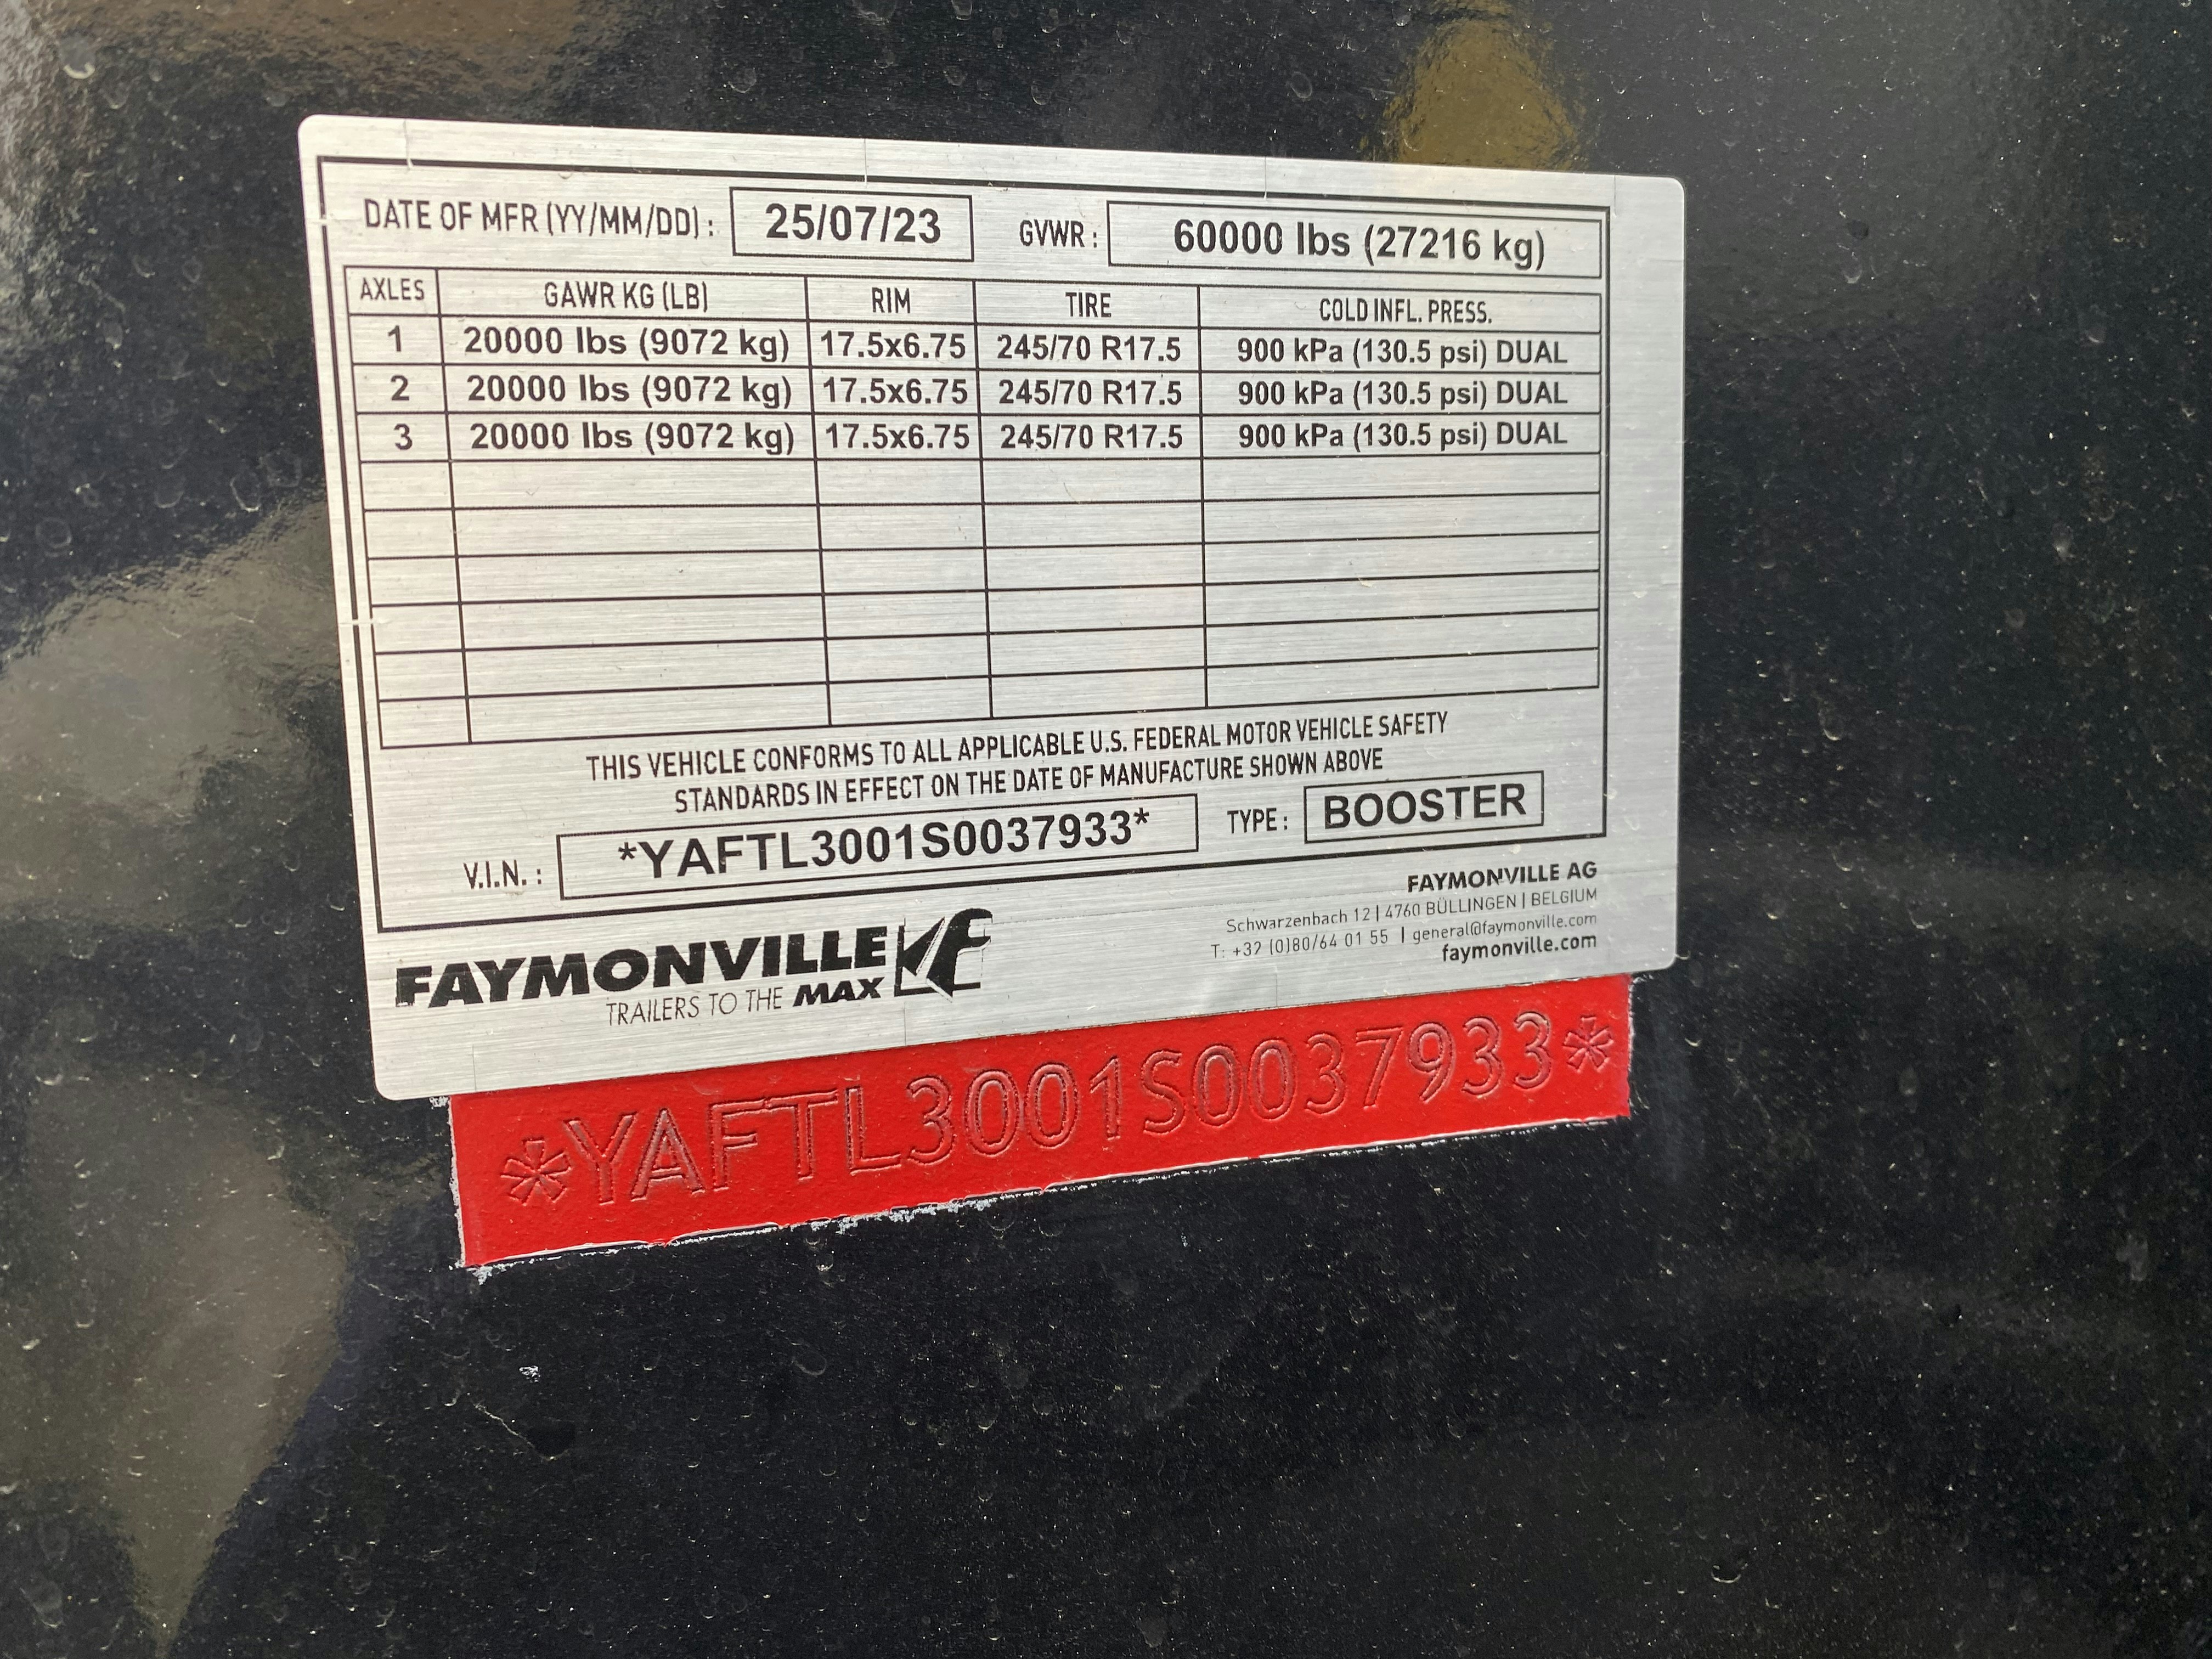 DATE OF MFR (YY/MM/DD) : 25/07/23 GVWR : 60000 lbs (27216 kg)
AXLES GAWR KG (LB) RIM TIRE COLD INFL. PRESS.
1 20000 lbs (9072 kg) 17.5x6.75 245/70 R17.5 900 kPa (130.5 psi) DUAL
2 20000 lbs (9072 kg) 17.5x6.75 245/70 R17.5 900 kPa (130.5 psi) DUAL
3 20000 lbs (9072 kg) 17.5x6.75 245/70 R17.5 900 kPa (130.5 psi) DUAL
THIS VEHICLE CONFORMS TO ALL APPLICABLE U.S. FEDERAL MOTOR VEHICLE SAFETY
STANDARDS IN EFFECT ON THE DATE OF MANUFACTURE SHOWN ABOVE
V.I.N. : *YAFTL3001S0037933* TYPE : BOOSTER
FAYMONVILLE
TRAILERS TO THE MAX
FAYMONVILLE AG
Schwarzenbach 12 | 4760 BÜLLINGEN | BELGIUM
T: +32 (0)80/64 01 55 | general@faymonville.com
faymonville.com
*YAFTL3001S0037933*